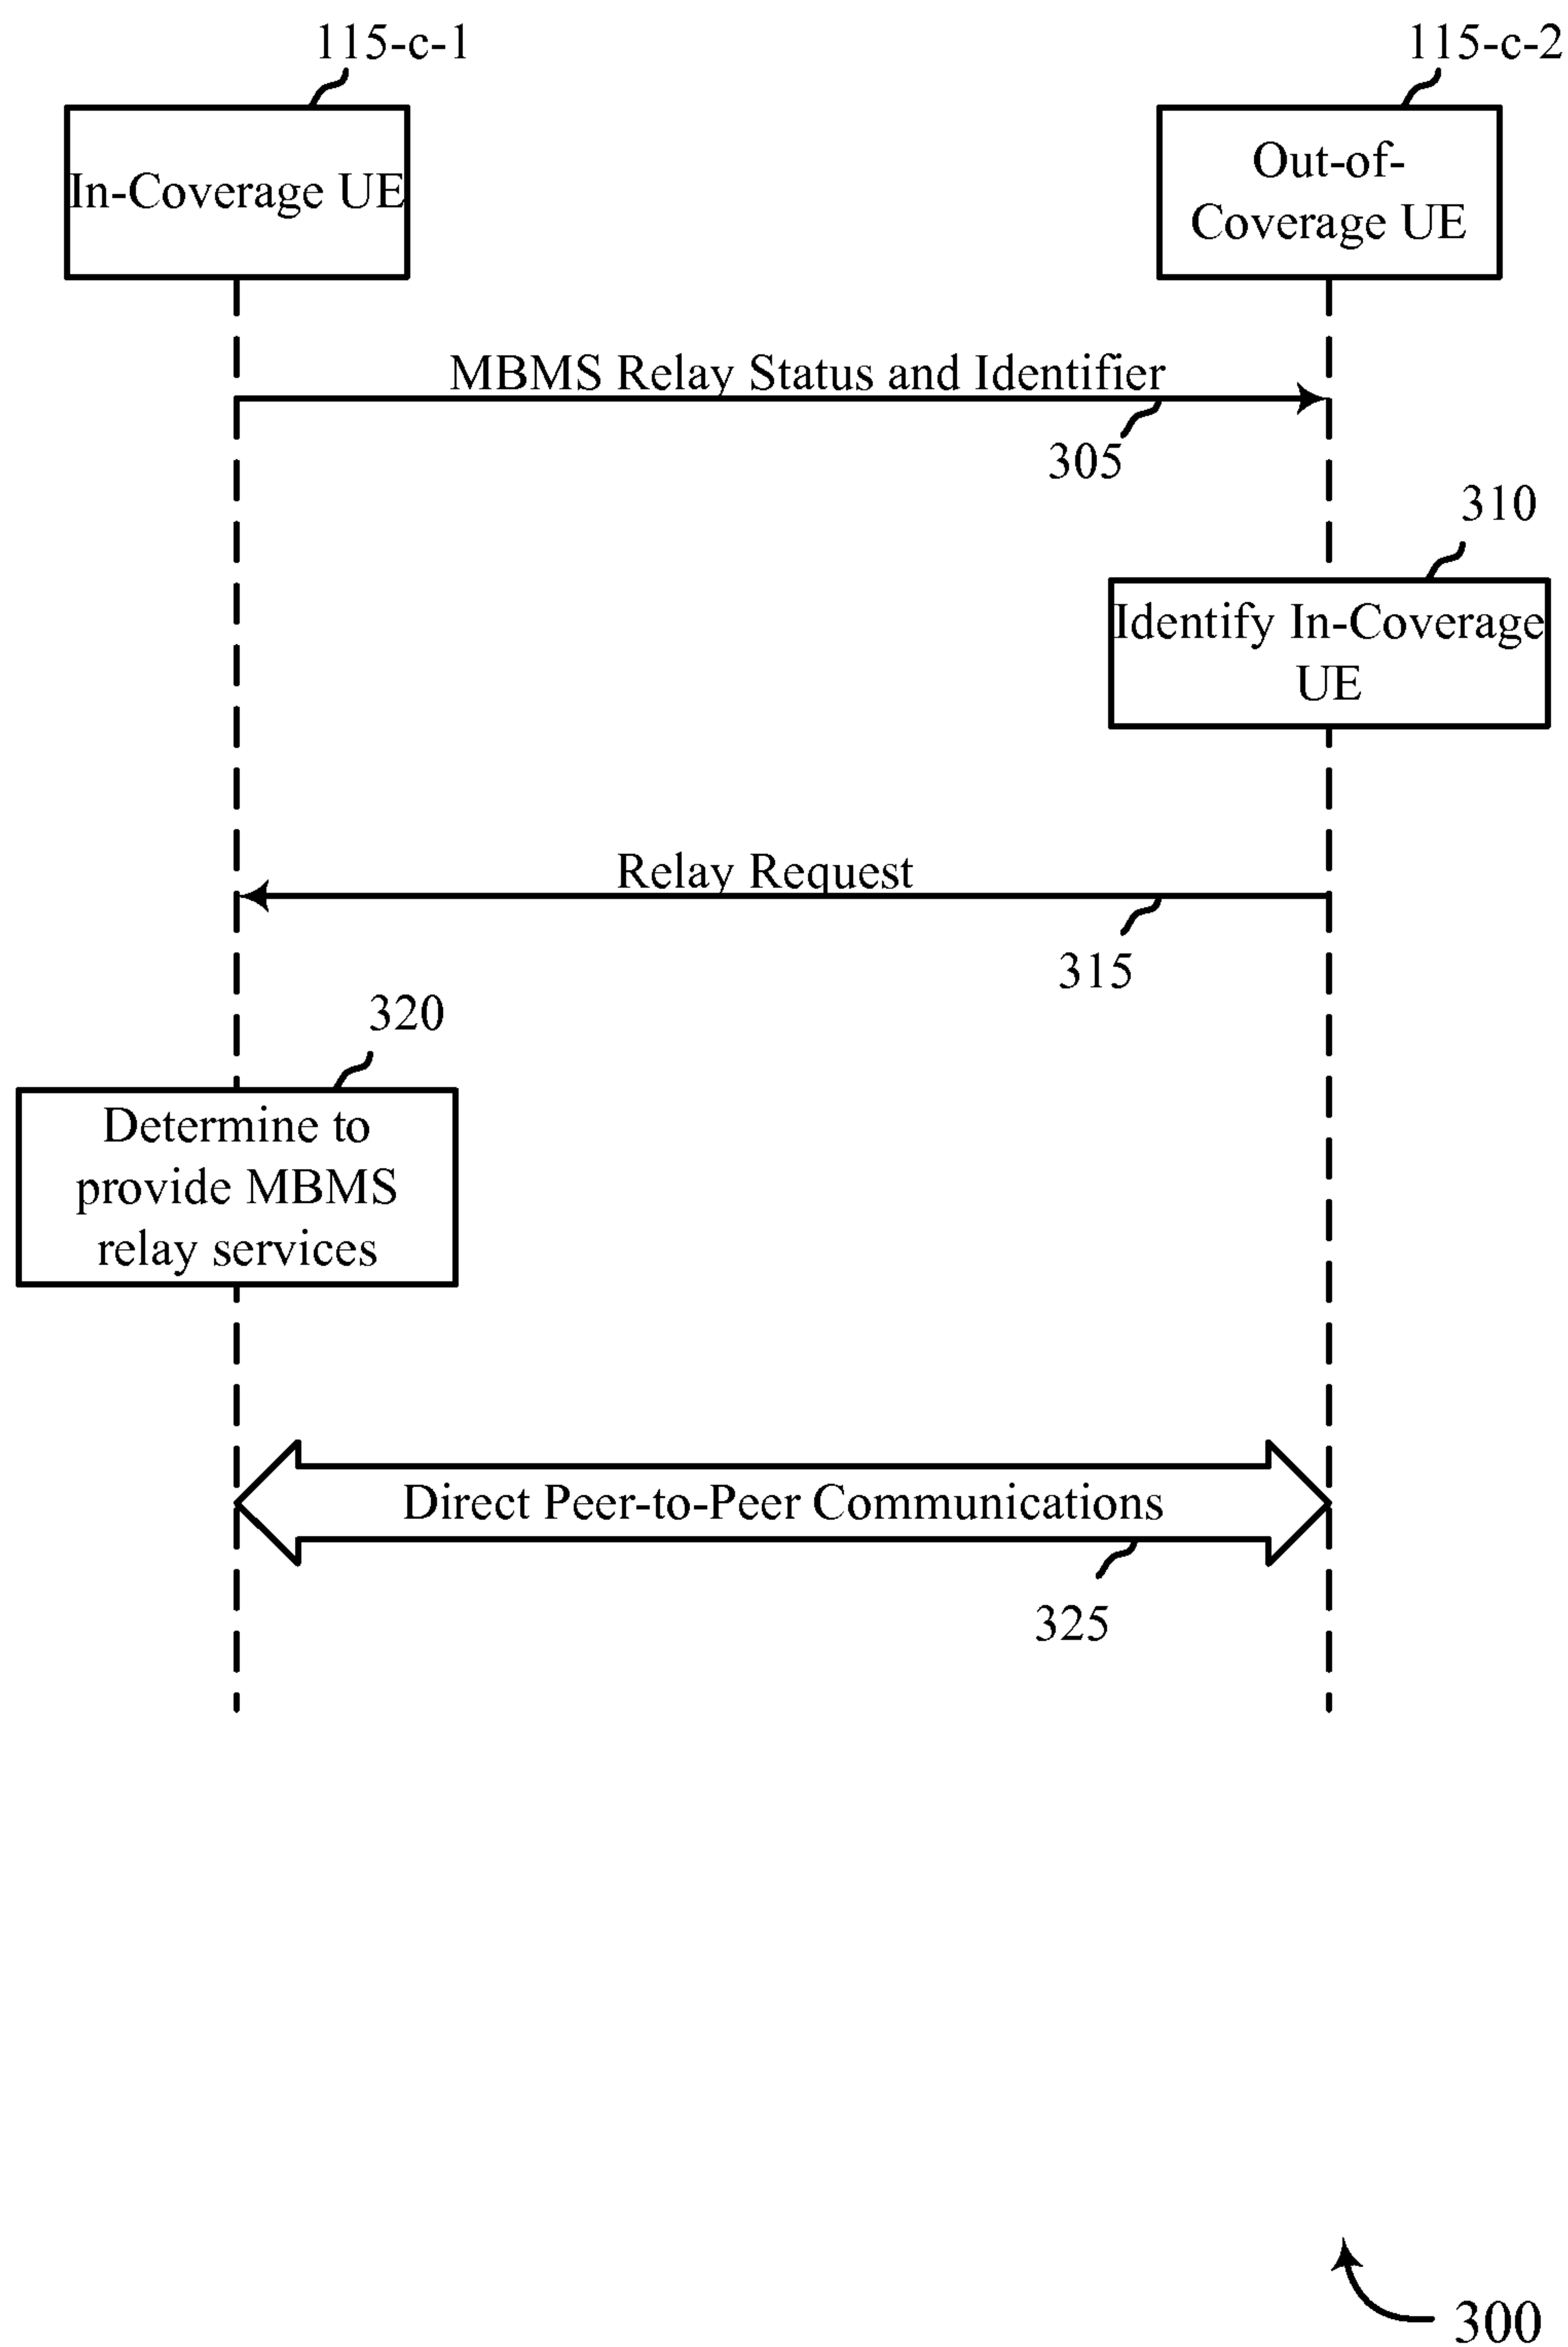 115-c-1
115-c-2
In-Coverage UE
Out-of-
Coverage UE
MBMS Relay Status and Identifier
305
310
Identify In-Coverage
UE
Relay Request
315
320
Determine to
provide MBMS
relay services
Direct Peer-to-Peer Communications
325
300